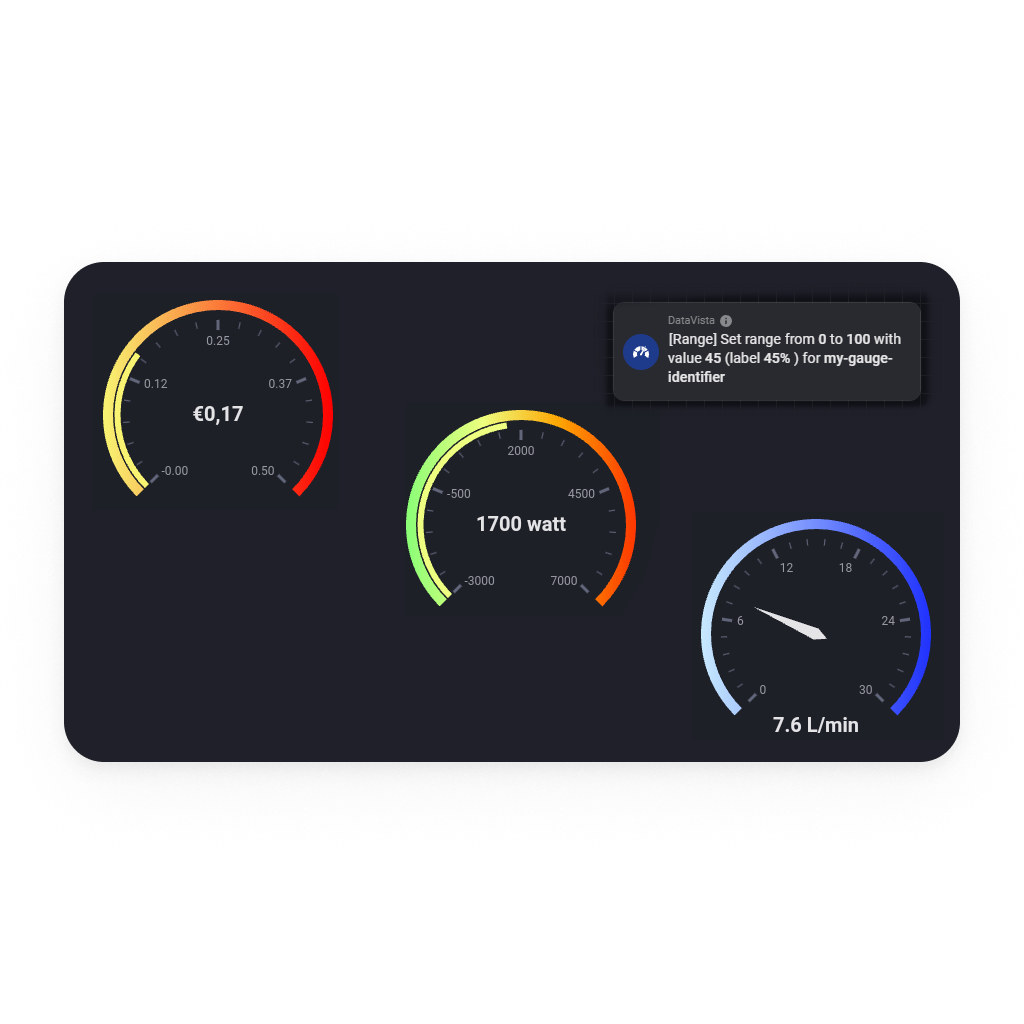 0.25
0.12
0.37
€0,17
-0.00
0.50
DataVista
[Range] Set range from 0 to 100 with
value 45 (label 45% ) for my-gauge-
identifier
2000
-500
4500
1700 watt
-3000
7000
12
18
6
24
0
30
7.6 L/min